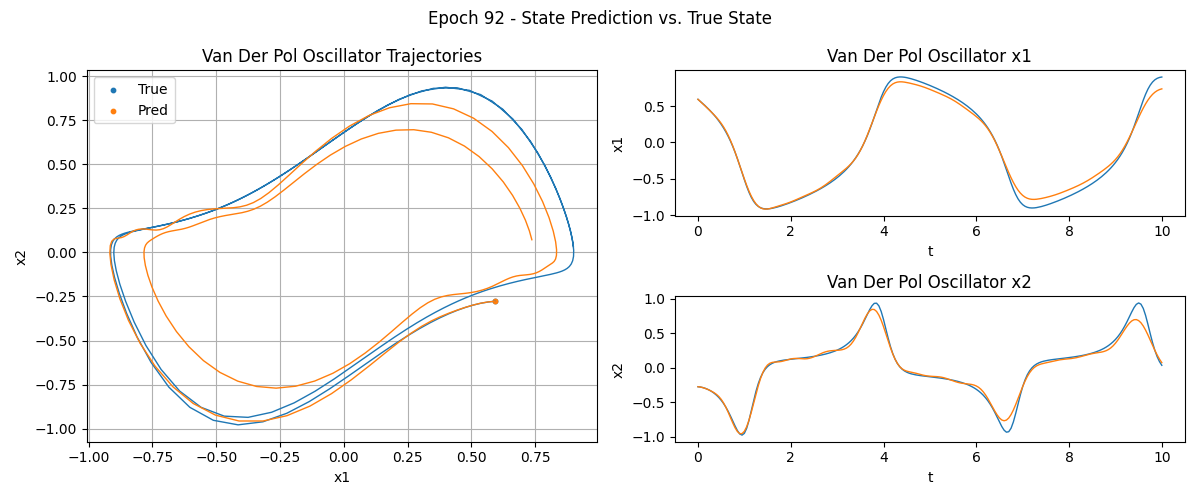 Epoch 92 - State Prediction vs. True State
Van Der Pol Oscillator Trajectories
True
Pred
1.00
0.75
0.50
0.25
0.00
−0.25
−0.50
−0.75
−1.00
x2
−1.00 −0.75 −0.50 −0.25 0.00 0.25 0.50 0.75
x1
Van Der Pol Oscillator x1
0.5
0.0
−0.5
−1.0
x1
0 2 4 6 8 10
t
Van Der Pol Oscillator x2
1.0
0.5
0.0
−0.5
−1.0
x2
0 2 4 6 8 10
t